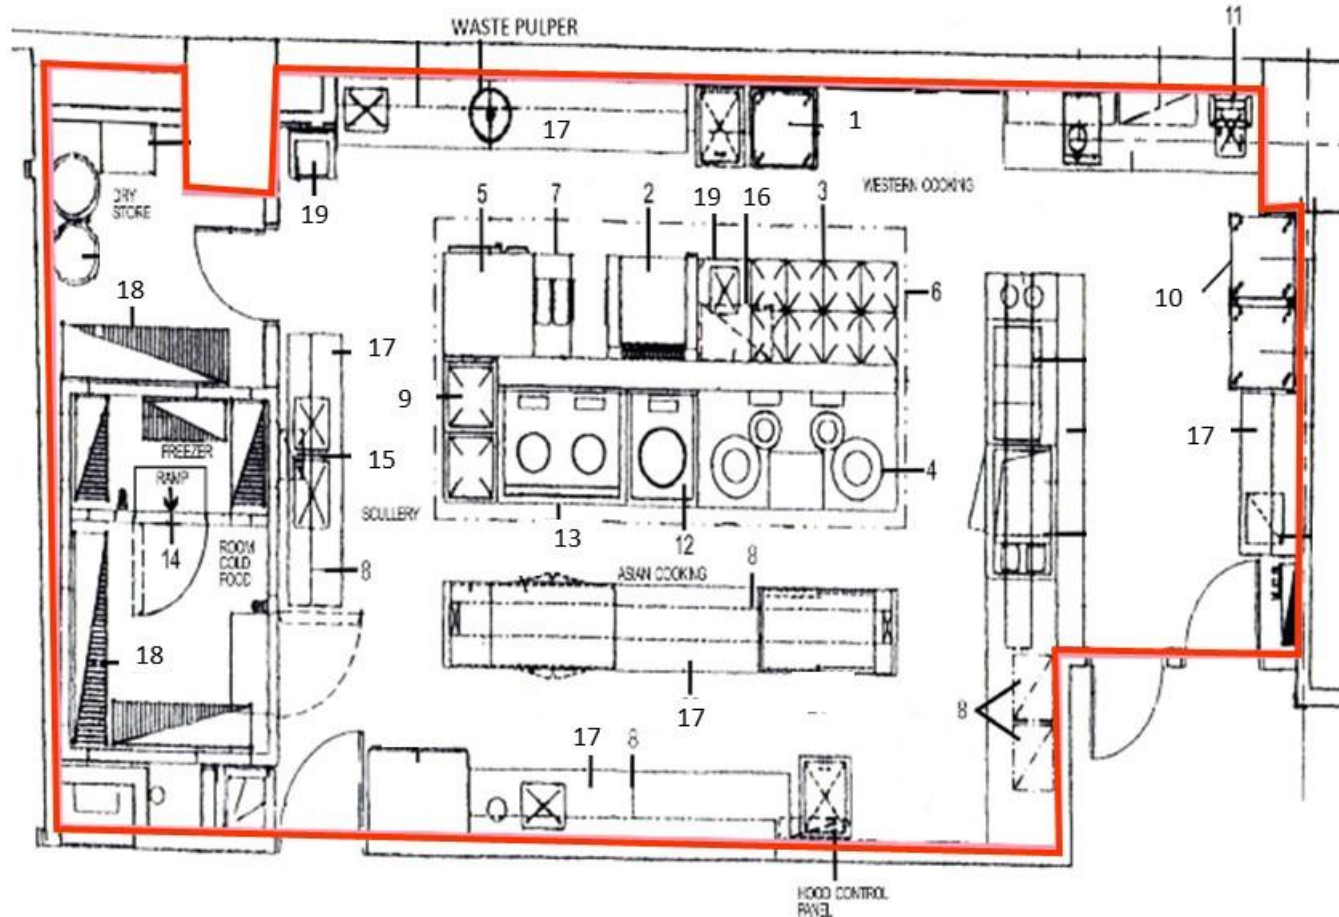 11
WASTE PULPER
17
1
WESTERN COOKING
DRY
STORE
19
5
7
2
19
16
3
6
10
18
17
9
17
FREEZER
RAMP
15
4
SCULLERY
13
12
14
ROOM
COLD
FOOD
8
ASIAN COOKING
8
18
17
8
17
8
HOOD CONTROL
PANEL